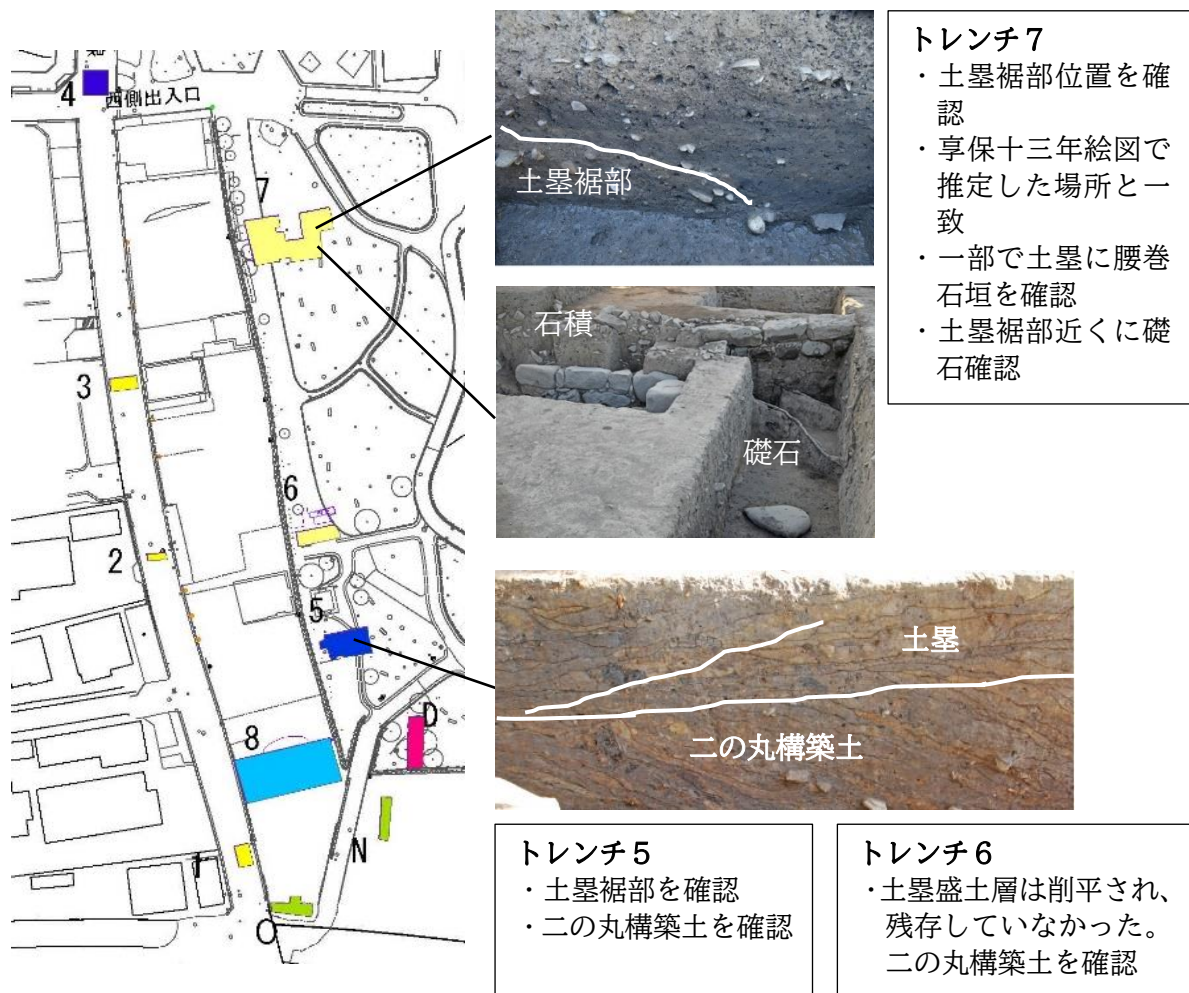 4
西側出入口
7
3
6
2
5
D
8
N
1
O
土塁裾部
石積
礎石
土塁
二の丸構築土
トレンチ7
・土塁裾部位置を確
認
・享保十三年絵図で
推定した場所と一
致
・一部で土塁に腰巻
石垣を確認
・土塁裾部近くに礎
石確認
トレンチ5
・土塁裾部を確認
・二の丸構築土を確認
トレンチ6
・土塁盛土層は削平され、
残存していなかった。
二の丸構築土を確認